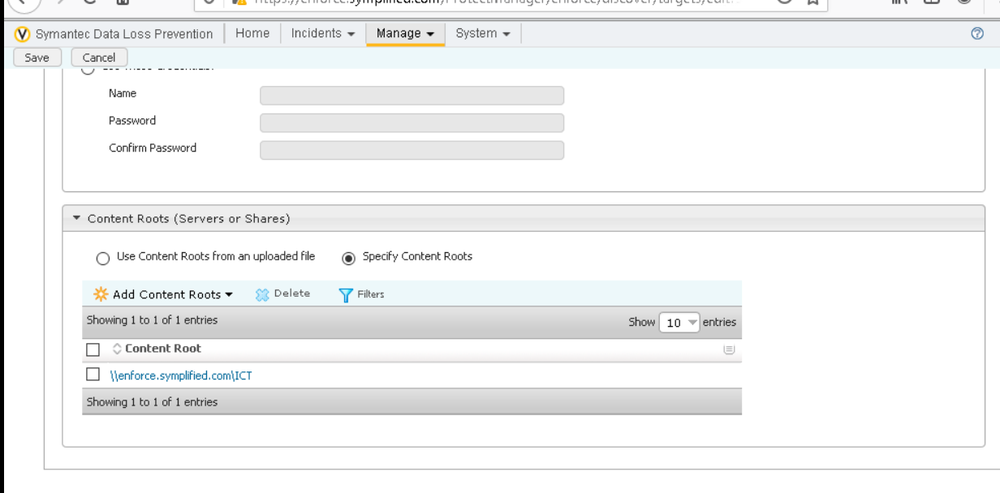 https://enforce.symplified.com/ProtectManager/enforce/discover/targets/edit...
Symantec Data Loss Prevention Home Incidents Manage System
Save Cancel
Name
Password
Confirm Password
Content Roots (Servers or Shares)
Use Content Roots from an uploaded file Specify Content Roots
Add Content Roots Delete Filters
Showing 1 to 1 of 1 entries Show 10 entries
Content Root
\\enforce.symplified.com\ICT
Showing 1 to 1 of 1 entries